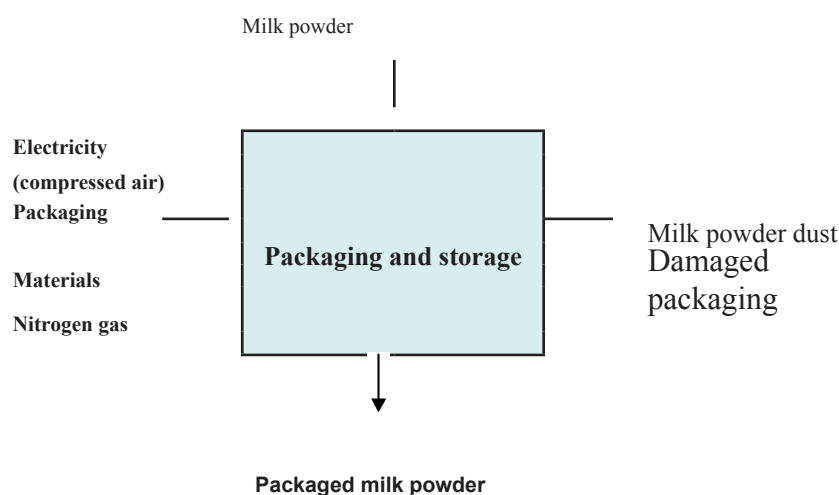 Milk powder
Electricity
(compressed air)
Packaging
Materials
Nitrogen gas
Packaging and storage
Milk powder dust
Damaged
packaging
Packaged milk powder